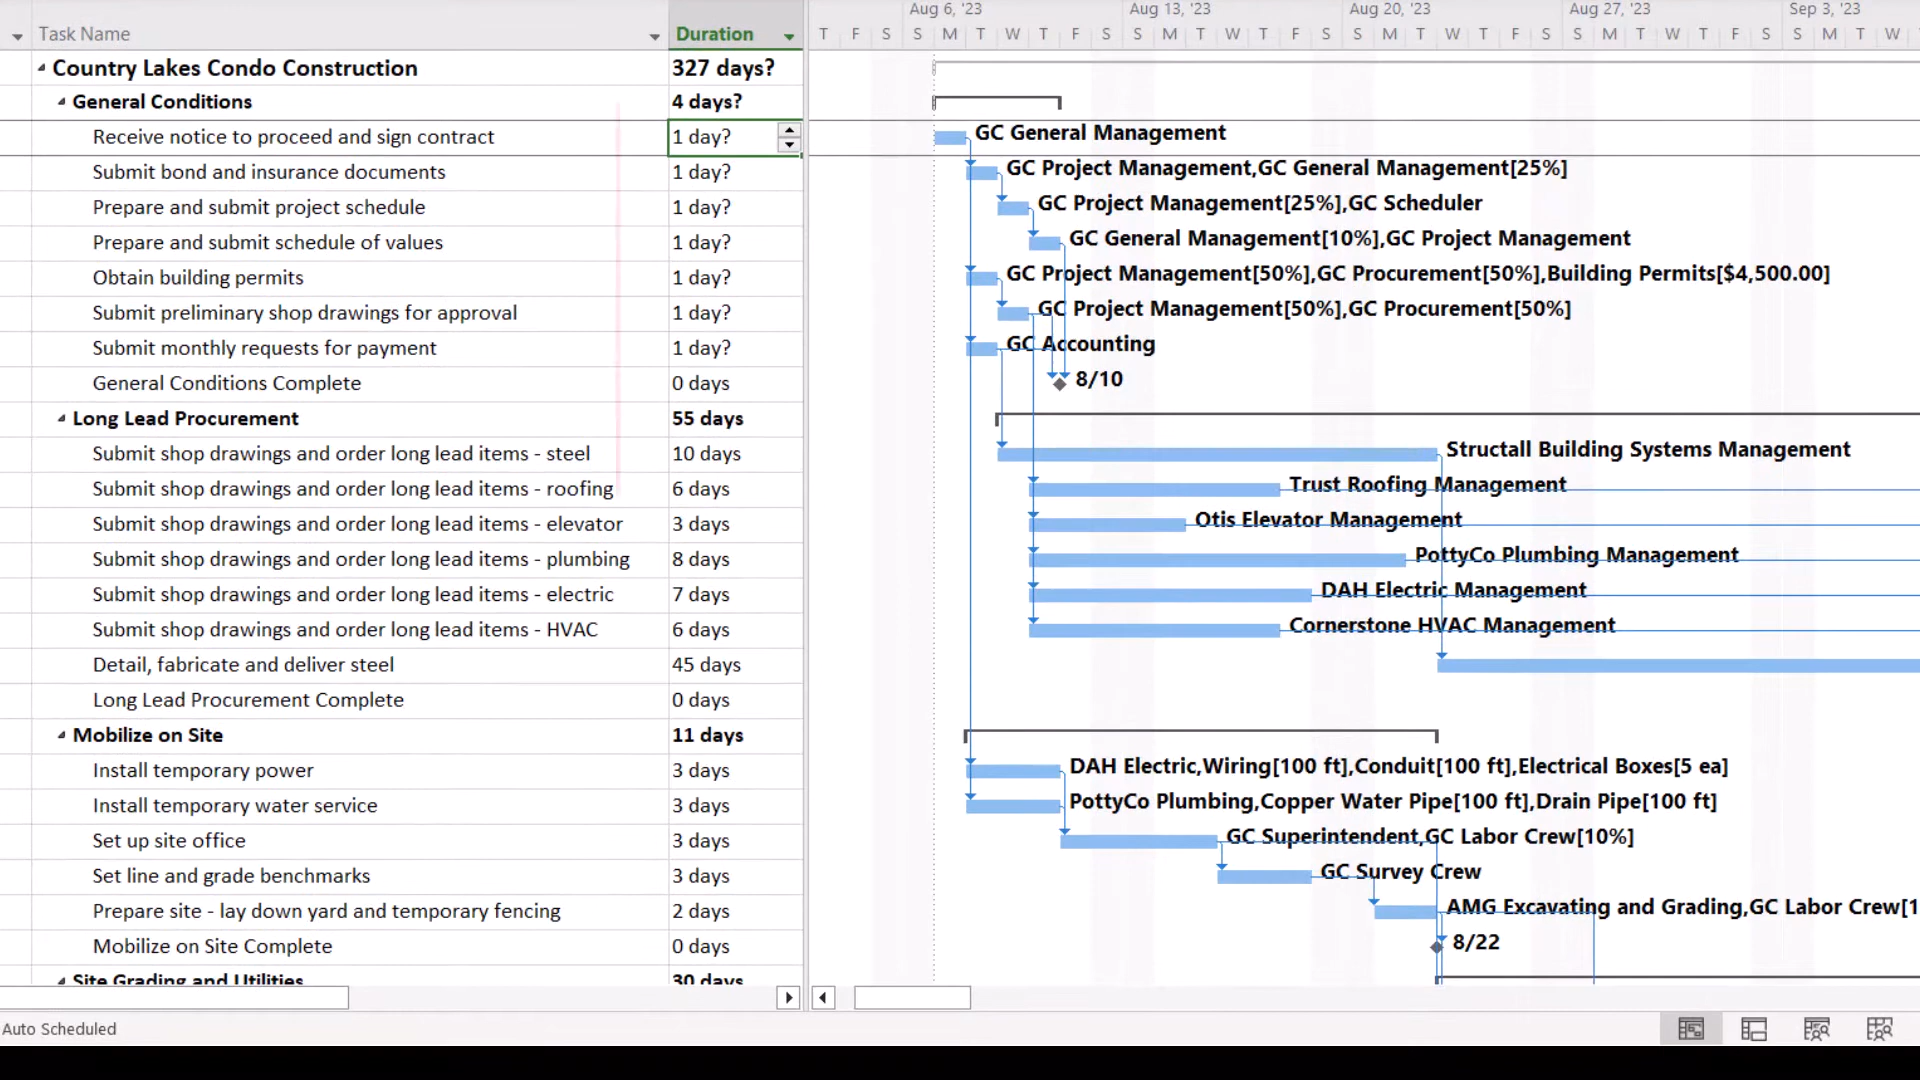 Aug 6, '23 Aug 13, '23 Aug 20, '23 Aug 27, '23 Sep 3, '23
Task Name Duration T F S S M T W T F S S M T W T F S S M T W T F S S M T W T F S S M T W
Country Lakes Condo Construction 327 days?
General Conditions 4 days?
Receive notice to proceed and sign contract 1 day? GC General Management
Submit bond and insurance documents 1 day? GC Project Management,GC General Management[25%]
Prepare and submit project schedule 1 day? GC Project Management[25%],GC Scheduler
Prepare and submit schedule of values 1 day? GC General Management[10%],GC Project Management
Obtain building permits 1 day? GC Project Management[50%],GC Procurement[50%],Building Permits[$4,500.00]
Submit preliminary shop drawings for approval 1 day? GC Project Management[50%],GC Procurement[50%]
Submit monthly requests for payment 1 day? GC Accounting
General Conditions Complete 0 days 8/10
Long Lead Procurement 55 days
Submit shop drawings and order long lead items - steel 10 days Structall Building Systems Management
Submit shop drawings and order long lead items - roofing 6 days Trust Roofing Management
Submit shop drawings and order long lead items - elevator 3 days Otis Elevator Management
Submit shop drawings and order long lead items - plumbing 8 days PottyCo Plumbing Management
Submit shop drawings and order long lead items - electric 7 days DAH Electric Management
Submit shop drawings and order long lead items - HVAC 6 days Cornerstone HVAC Management
Detail, fabricate and deliver steel 45 days
Long Lead Procurement Complete 0 days
Mobilize on Site 11 days
Install temporary power 3 days DAH Electric,Wiring[100 ft],Conduit[100 ft],Electrical Boxes[5 ea]
Install temporary water service 3 days PottyCo Plumbing,Copper Water Pipe[100 ft],Drain Pipe[100 ft]
Set up site office 3 days GC Superintendent,GC Labor Crew[10%]
Set line and grade benchmarks 3 days GC Survey Crew
Prepare site - lay down yard and temporary fencing 2 days AMG Excavating and Grading,GC Labor Crew[1
Mobilize on Site Complete 0 days 8/22
Site Grading and Utilities 30 days
Auto Scheduled